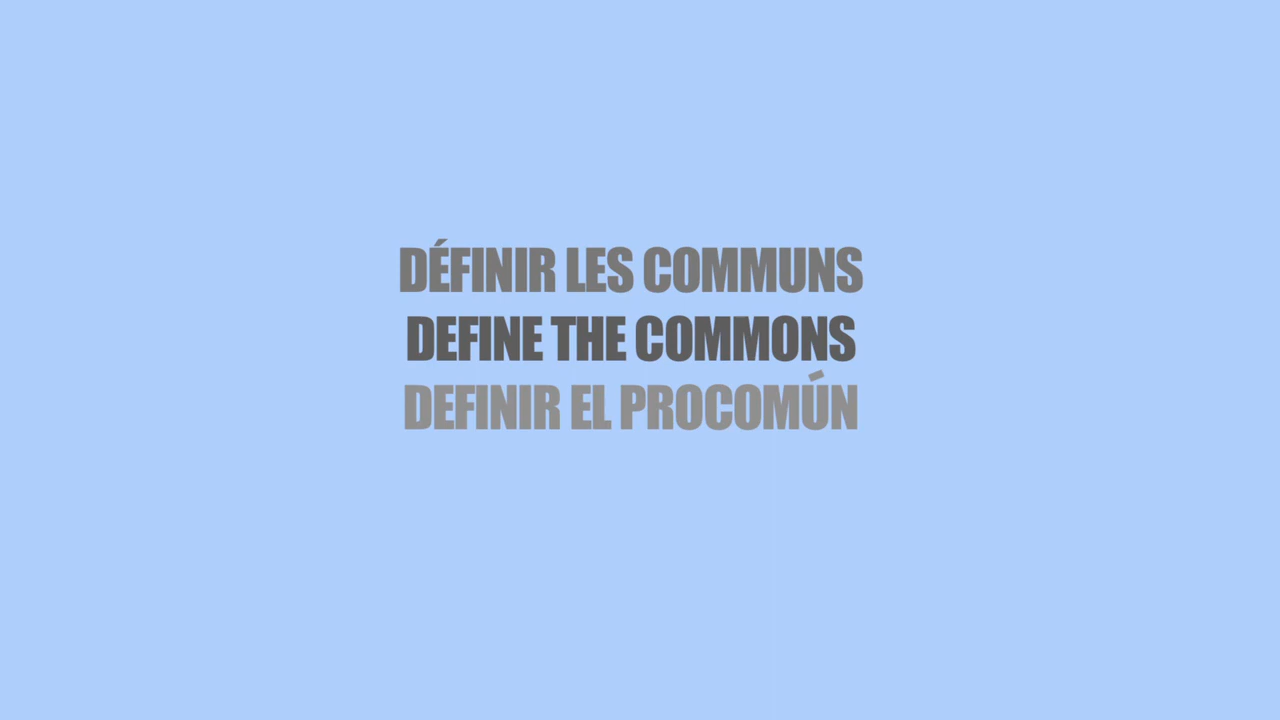 DÉFINIR LES COMMUNS
DEFINE THE COMMONS
DEFINIR EL PROCOMÚN